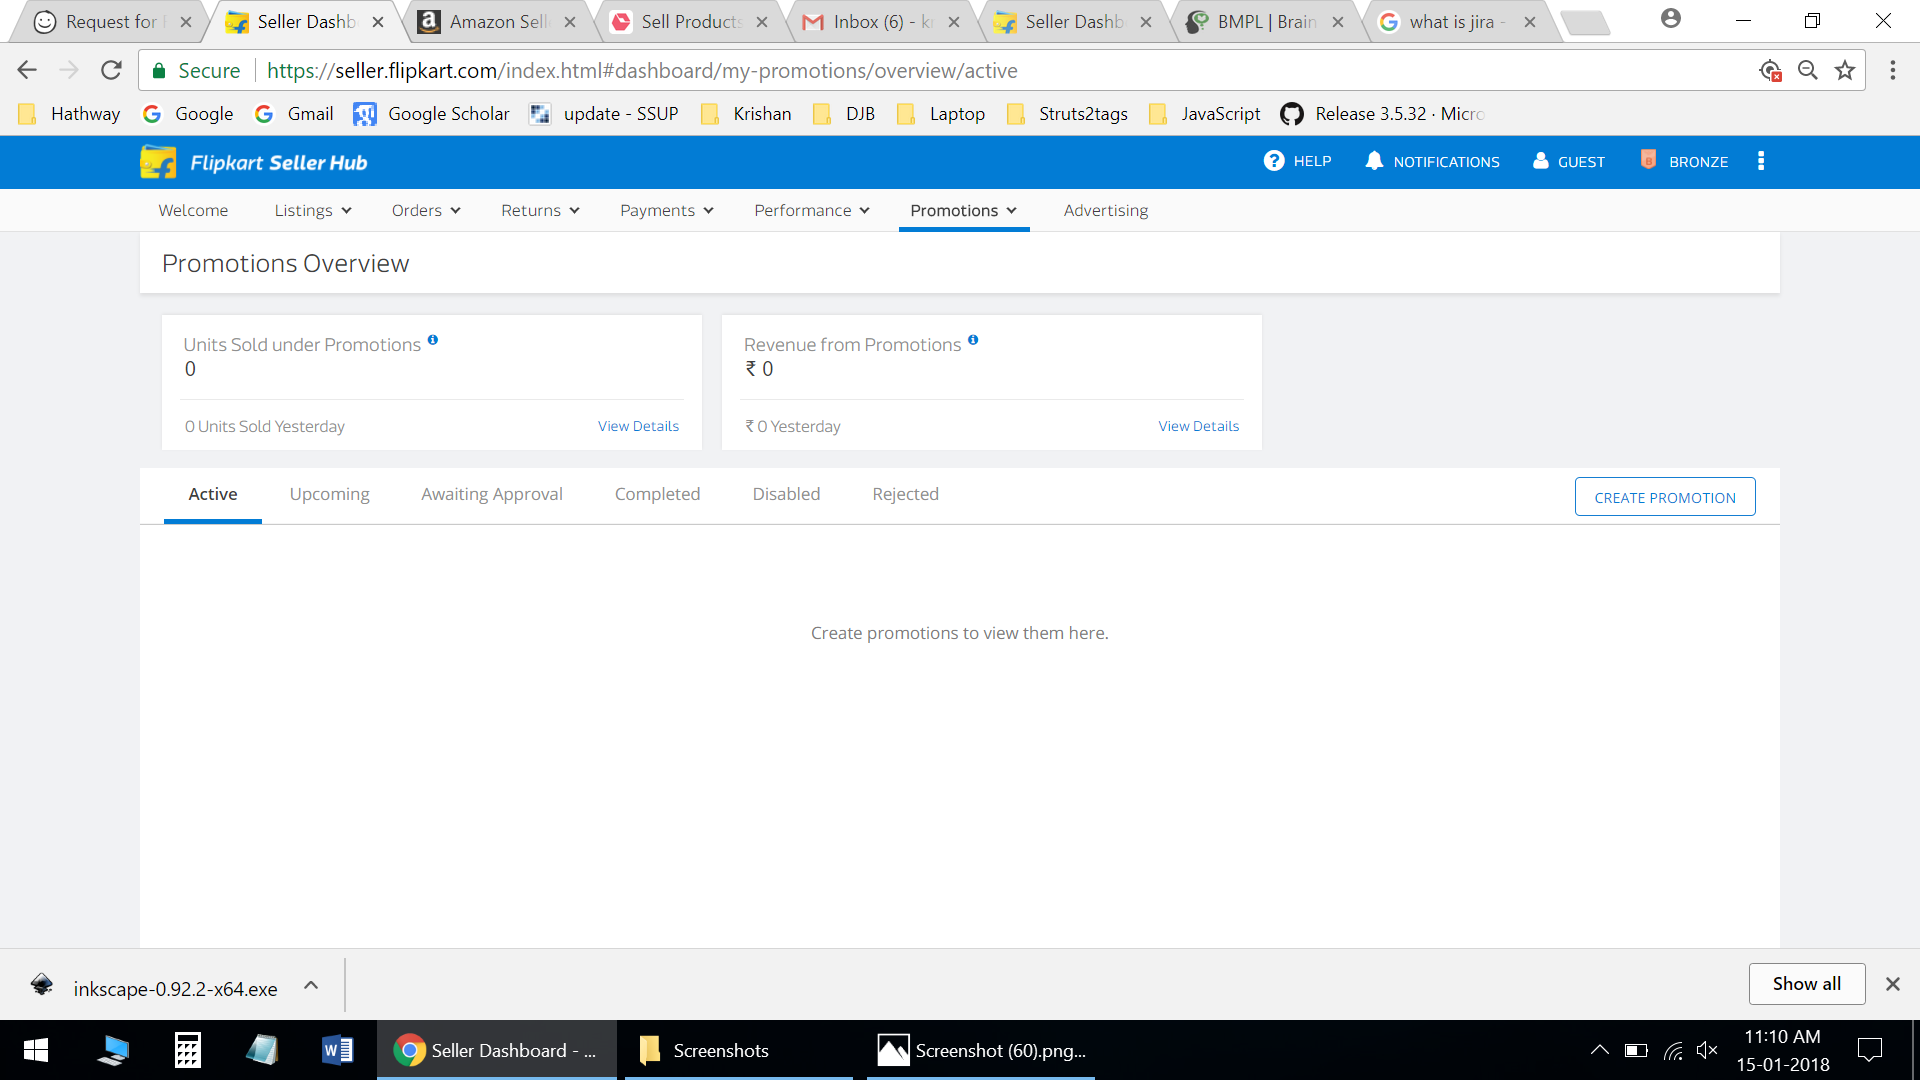 Request for
Seller Dashb
Amazon Sell
Sell Products
Inbox (6) - k
Seller Dashb
BMPL | Brain
what is jira -
Secure
https://seller.flipkart.com/index.html#dashboard/my-promotions/overview/active
Hathway Google Gmail Google Scholar update - SSUP Krishan DJB Laptop Struts2tags JavaScript Release 3.5.32 · Micro
Flipkart Seller Hub
HELP NOTIFICATIONS GUEST BRONZE
Welcome Listings Orders Returns Payments Performance Promotions Advertising
Promotions Overview
Units Sold under Promotions
0
0 Units Sold Yesterday View Details
Revenue from Promotions
₹ 0
₹ 0 Yesterday View Details
Active Upcoming Awaiting Approval Completed Disabled Rejected
CREATE PROMOTION
Create promotions to view them here.
inkscape-0.92.2-x64.exe
Show all
Seller Dashboard - ...
Screenshots
Screenshot (60).png...
11:10 AM
15-01-2018